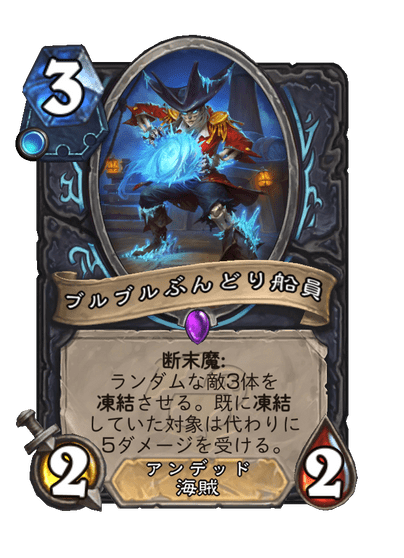 3
ブルブルぶんどり船員
断末魔:
ランダムな敵3体を
凍結させる。既に凍結
していた対象は代わりに
5ダメージを受ける。
アンデッド
海賊
2
2